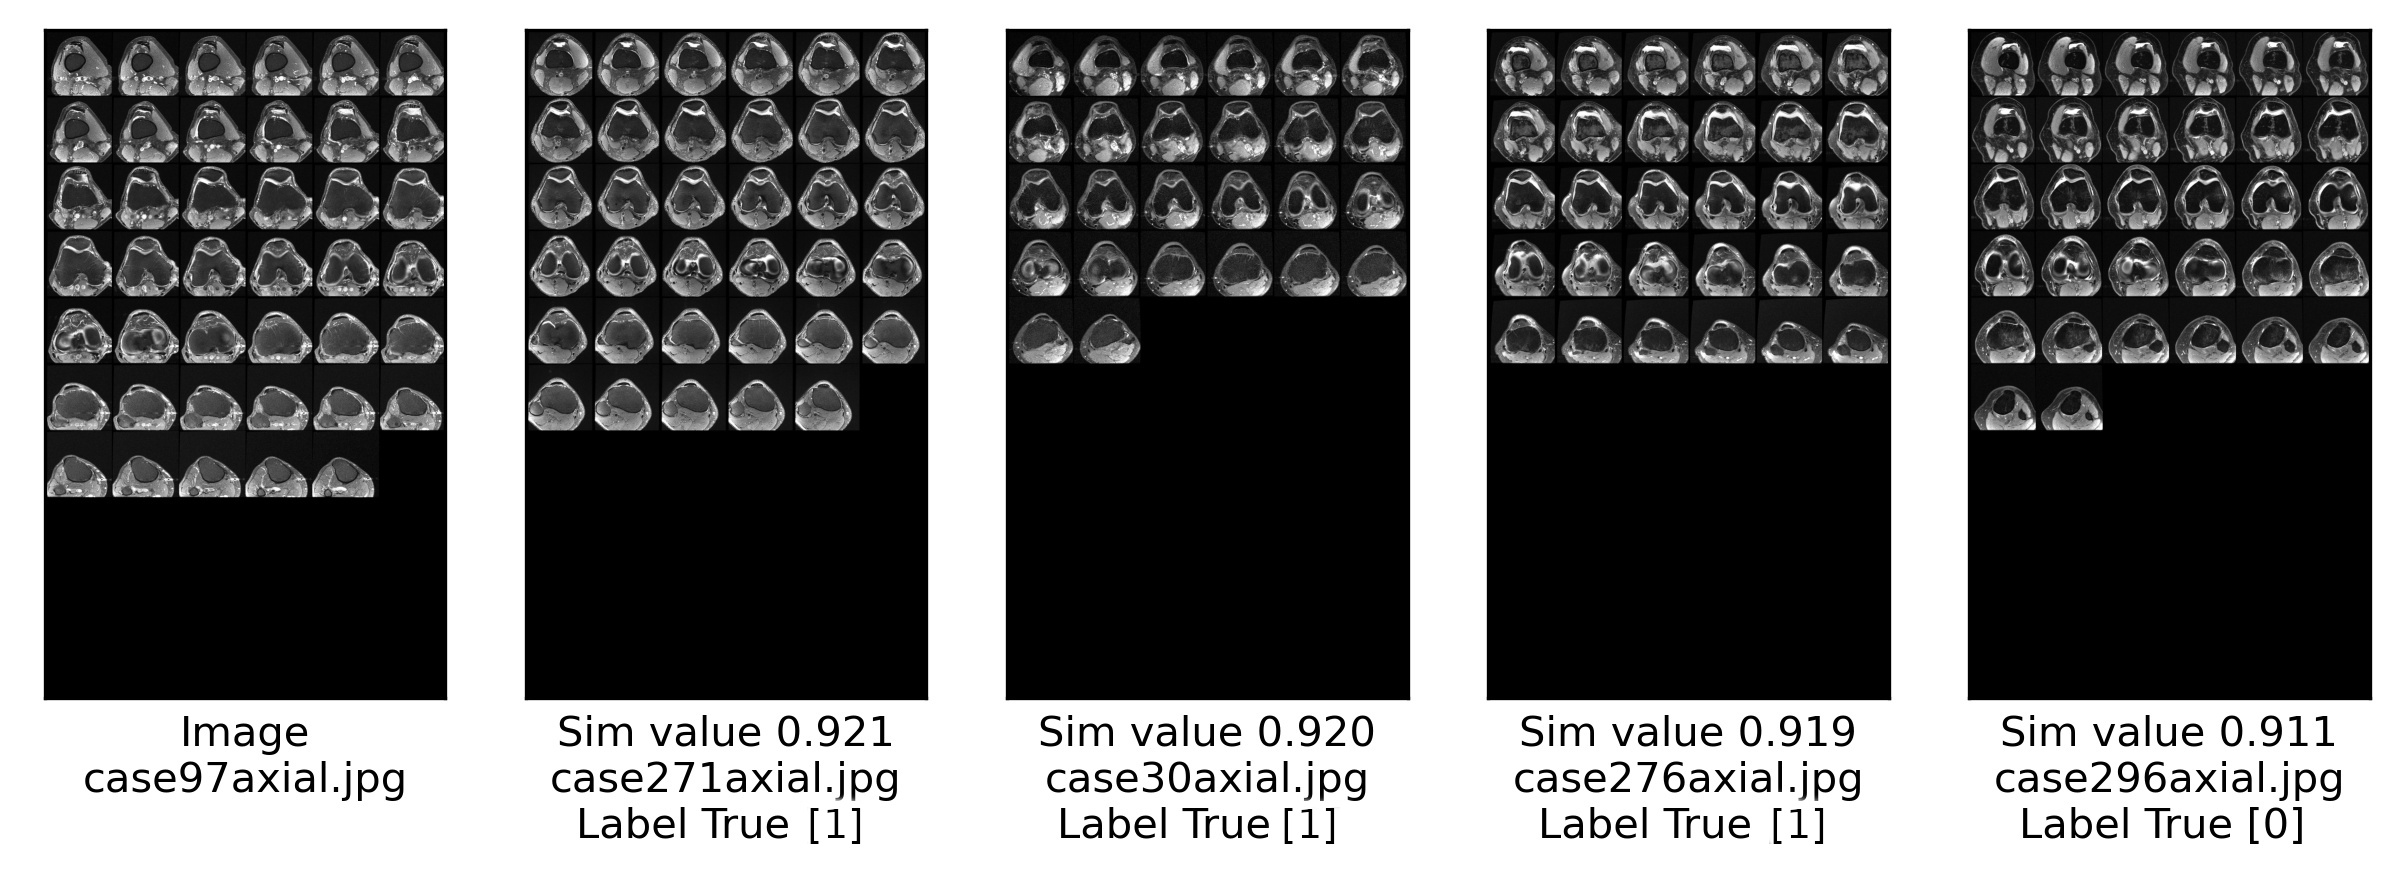 Image
case97axial.jpg
Sim value 0.921
case271axial.jpg
Label True [1]
Sim value 0.920
case30axial.jpg
Label True [1]
Sim value 0.919
case276axial.jpg
Label True [1]
Sim value 0.911
case296axial.jpg
Label True [0]